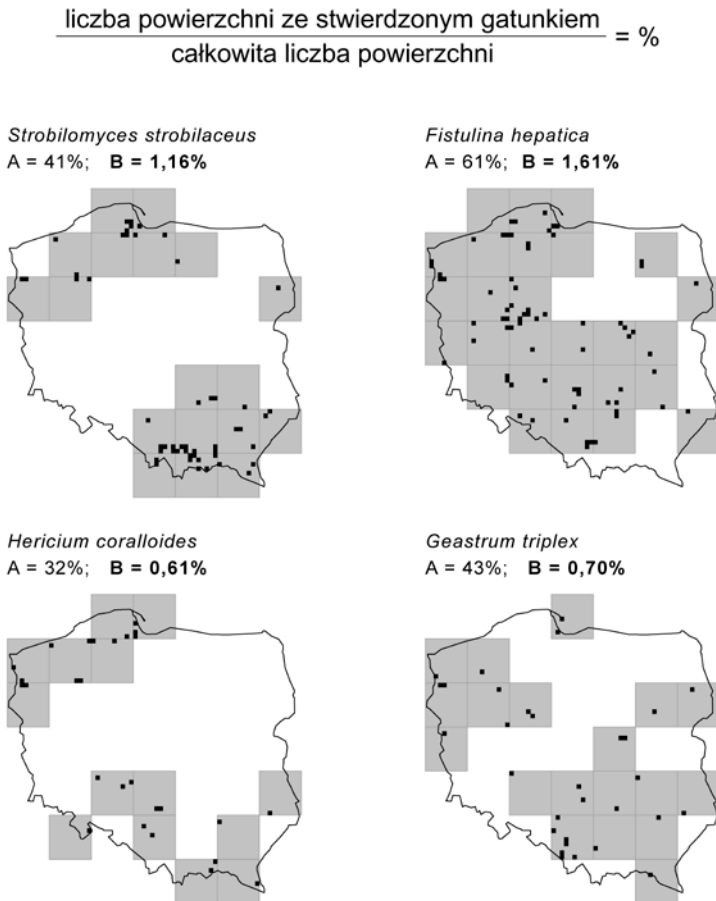 liczba powierzchni ze stwierdzonym gatunkiem
całkowita liczba powierzchni
= %
Strobilomyces strobilaceus
A = 41%; B = 1,16%
Fistulina hepatica
A = 61%; B = 1,61%
Hericium coralloides
A = 32%; B = 0,61%
Geastrum triplex
A = 43%; B = 0,70%